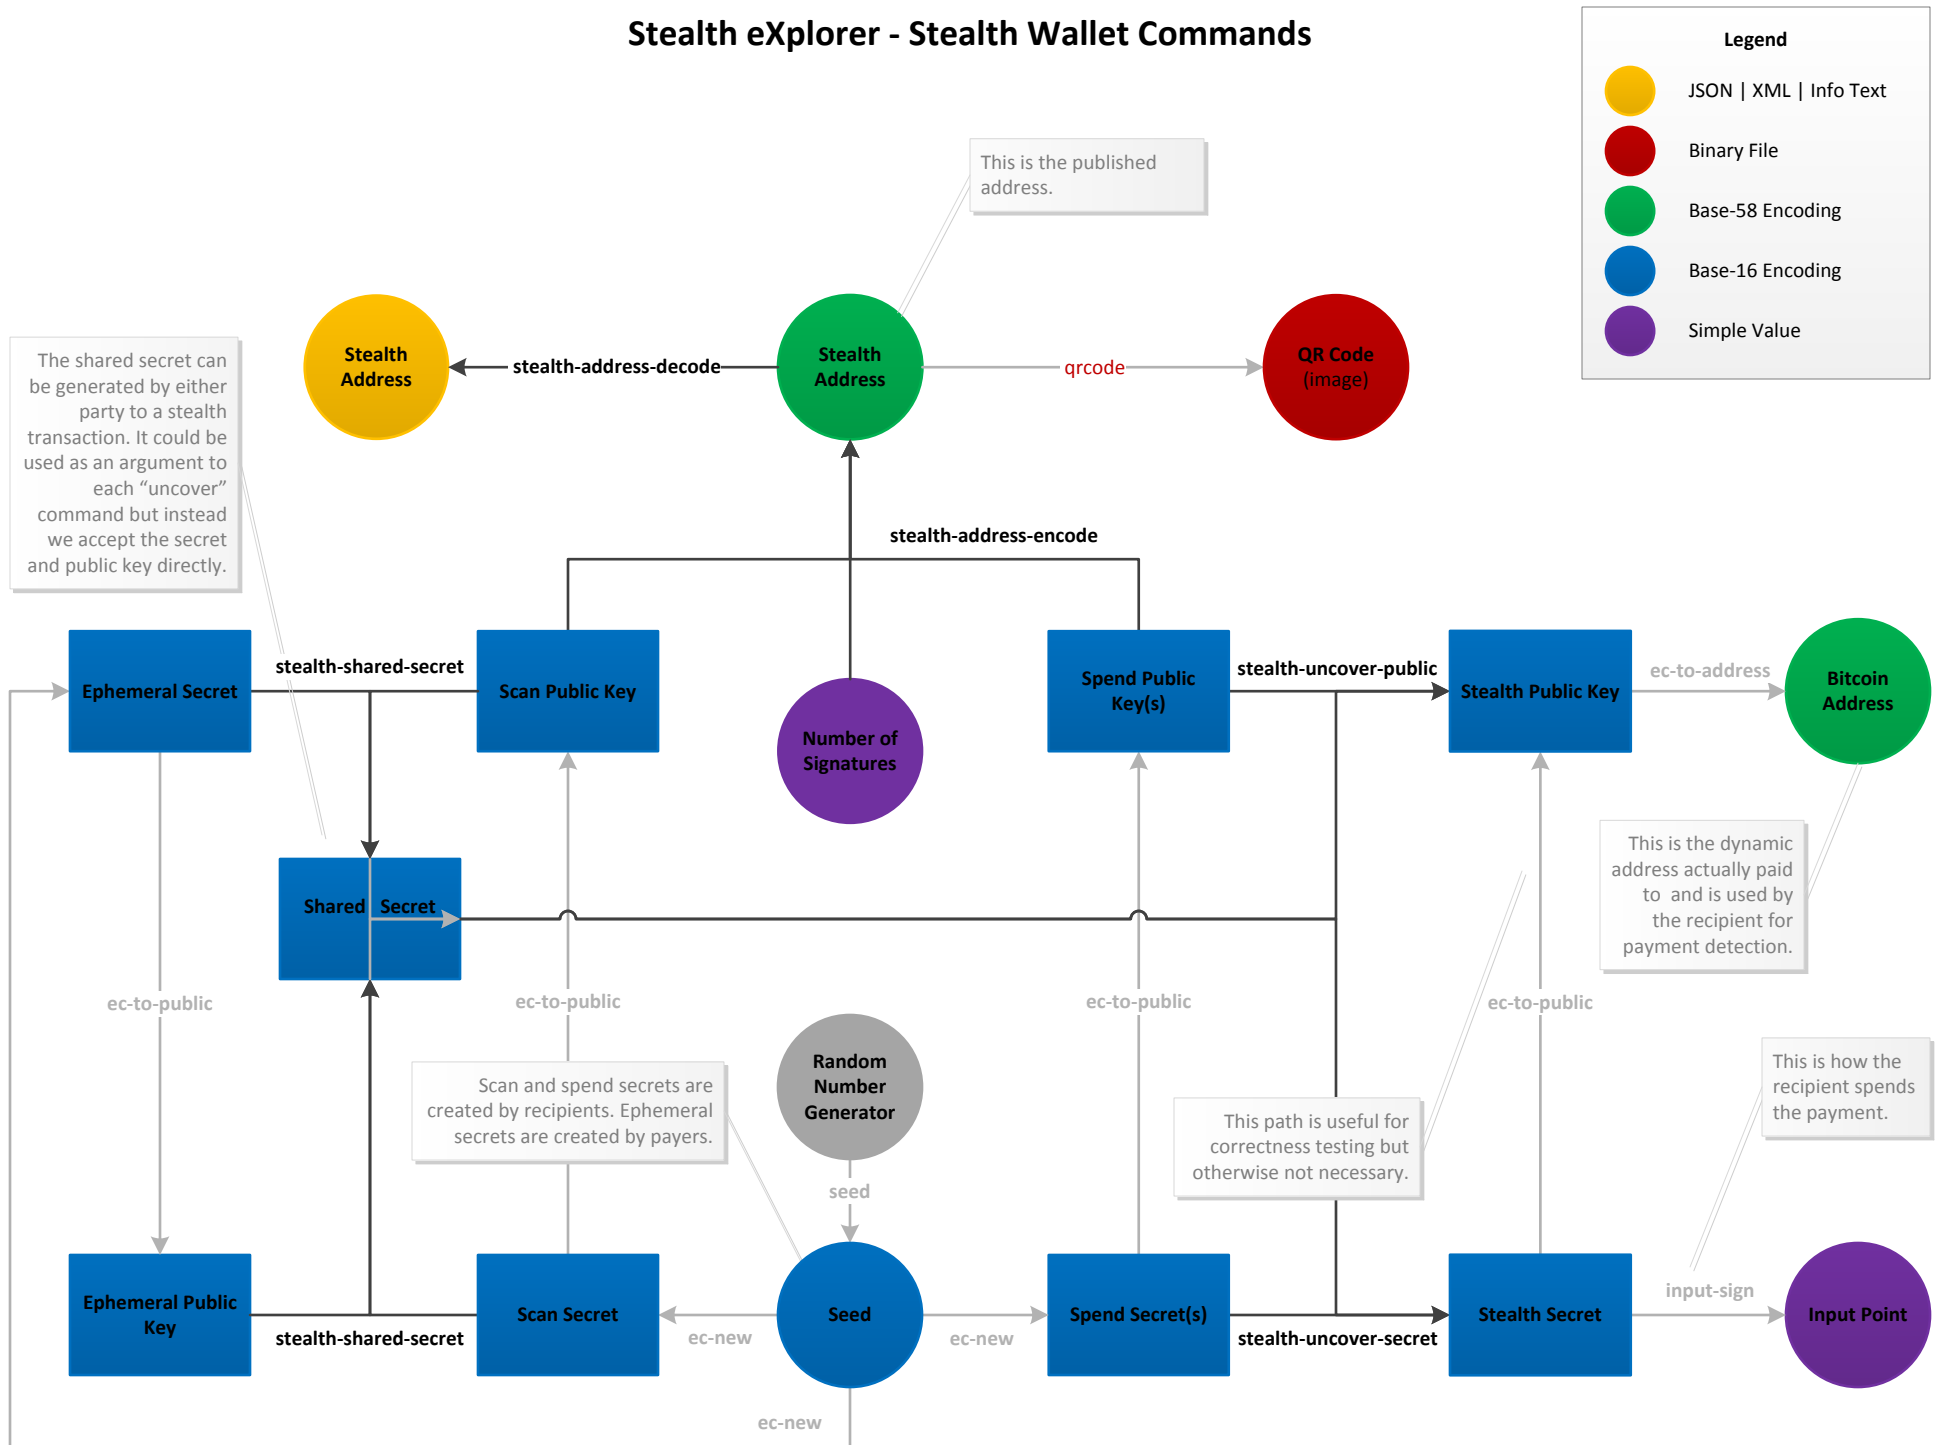 Stealth eXplorer - Stealth Wallet Commands
Legend
JSON | XML | Info Text
Binary File
Base-58 Encoding
Base-16 Encoding
Simple Value
This is the published
address.
The shared secret can
be generated by either
party to a stealth
transaction. It could be
used as an argument to
each “uncover”
command but instead
we accept the secret
and public key directly.
Stealth
Address
stealth-address-decode
Stealth
Address
qrcode
QR Code
(image)
stealth-address-encode
Ephemeral Secret
stealth-shared-secret
Scan Public Key
Number of
Signatures
Spend Public
Key(s)
stealth-uncover-public
Stealth Public Key
ec-to-address
Bitcoin
Address
This is the dynamic
address actually paid
to and is used by
the recipient for
payment detection.
Shared Secret
ec-to-public
ec-to-public
ec-to-public
ec-to-public
Scan and spend secrets are
created by recipients. Ephemeral
secrets are created by payers.
Random
Number
Generator
seed
This path is useful for
correctness testing but
otherwise not necessary.
This is how the
recipient spends
the payment.
Ephemeral Public
Key
stealth-shared-secret
Scan Secret
ec-new
Seed
ec-new
Spend Secret(s)
stealth-uncover-secret
Stealth Secret
input-sign
Input Point
ec-new